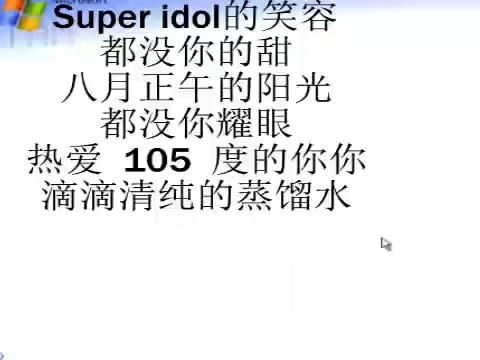 Super idol的笑容
都没你的甜
八月正午的阳光
都没你耀眼
热爱 105 度的你你
滴滴清纯的蒸馏水